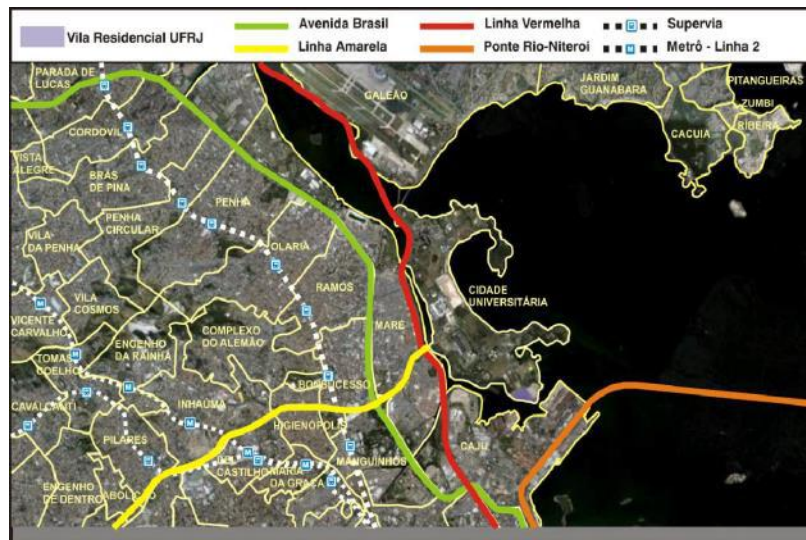 Vila Residencial UFRJ
Avenida Brasil
Linha Amarela
Linha Vermelha
Ponte Rio-Niteroi
Supervia
Metrô - Linha 2
PARADA DE
LUCAS
CORDOVIL
VISTA
ALEGRE
BRÁS
DE PINA
PENHA
CIRCULAR
PENHA
VILA
DA PENHA
OLARIA
RAMOS
VILA
COSMOS
VICENTE
CARVALHO
ENGENHO
DA RAINHA
COMPLEXO
DO ALEMÃO
MARÉ
TOMÁS
COELHO
BONSUCESSO
CAVALCANTI
INHAÚMA
HIGIENÓPOLIS
PILARES
DEL
CASTILHO
MARIA
DA GRAÇA
MANGUINHOS
CAJU
ENGENHO
DE DENTRO
ABOLIÇÃO
GALEÃO
JARDIM
GUANABARA
PITANGUEIRAS
ZUMBI
CACUIA
RIBEIRA
CIDADE
UNIVERSITÁRIA